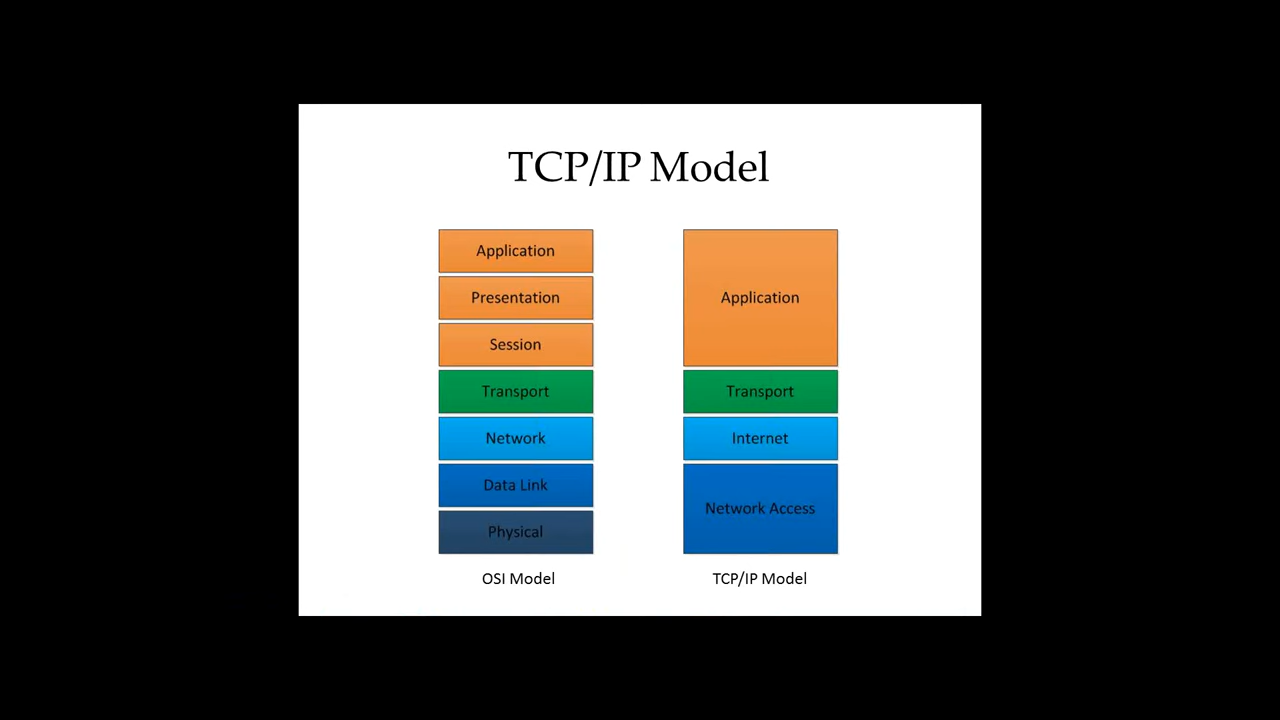 TCP/IP Model
Application
Presentation
Session
Transport
Network
Data Link
Physical
OSI Model
Application
Transport
Internet
Network Access
TCP/IP Model